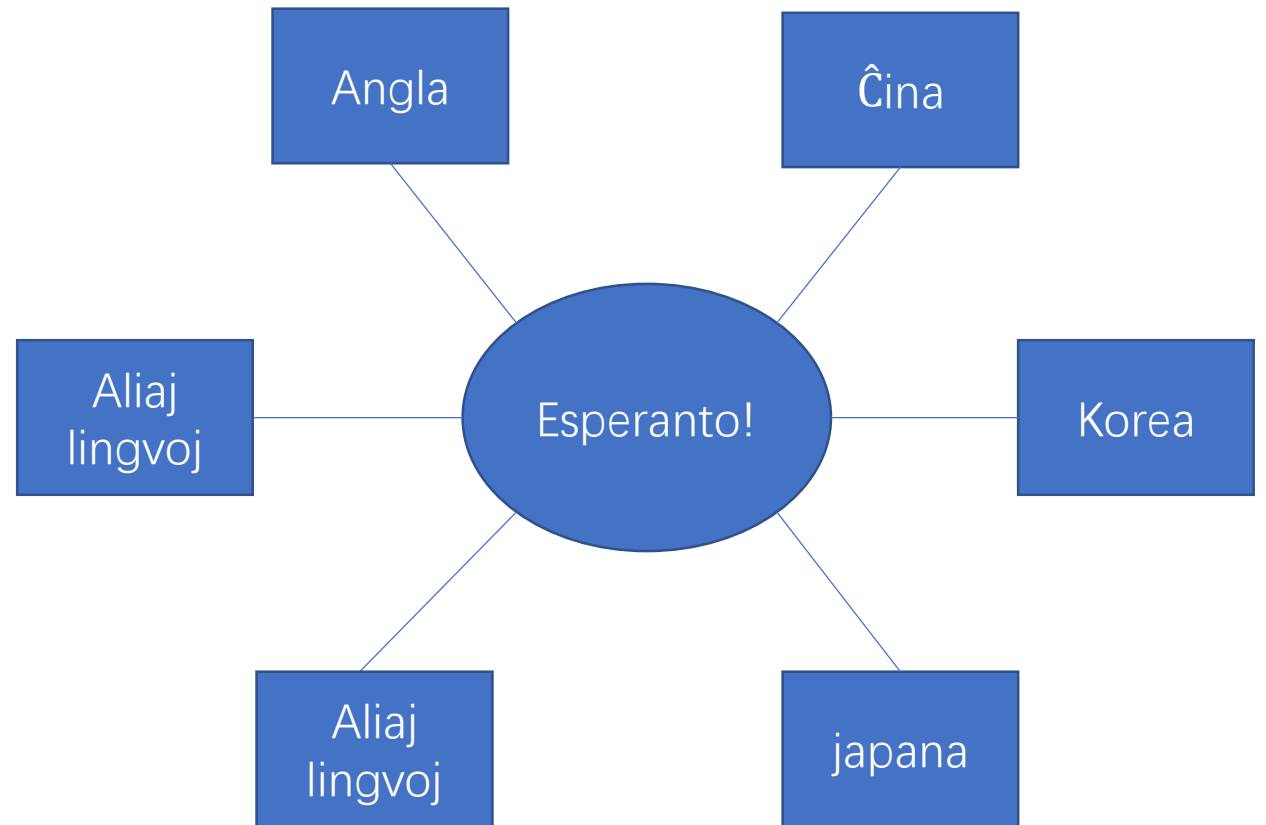 Angla
Ĉina
Aliaj
lingvoj
Esperanto!
Korea
Aliaj
lingvoj
japana